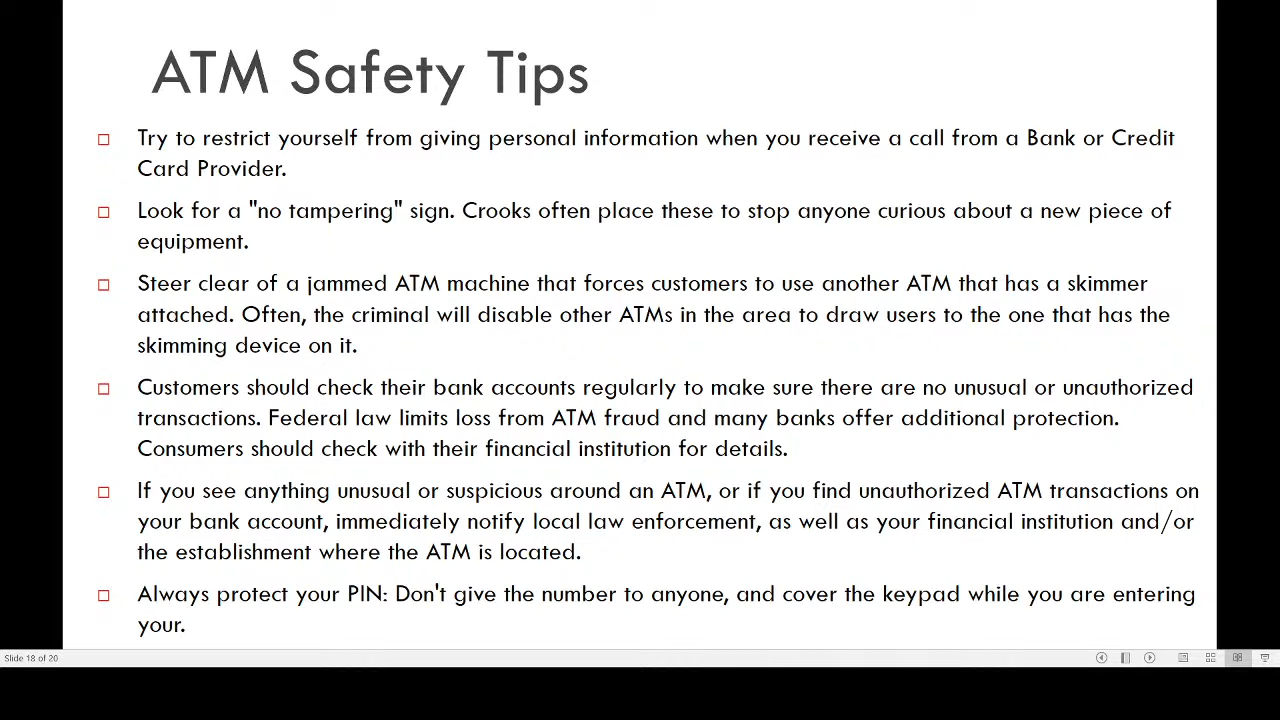 ATM Safety Tips
Try to restrict yourself from giving personal information when you receive a call from a Bank or Credit
Card Provider.
Look for a "no tampering" sign. Crooks often place these to stop anyone curious about a new piece of
equipment.
Steer clear of a jammed ATM machine that forces customers to use another ATM that has a skimmer
attached. Often, the criminal will disable other ATMs in the area to draw users to the one that has the
skimming device on it.
Customers should check their bank accounts regularly to make sure there are no unusual or unauthorized
transactions. Federal law limits loss from ATM fraud and many banks offer additional protection.
Consumers should check with their financial institution for details.
If you see anything unusual or suspicious around an ATM, or if you find unauthorized ATM transactions on
your bank account, immediately notify local law enforcement, as well as your financial institution and/or
the establishment where the ATM is located.
Always protect your PIN: Don't give the number to anyone, and cover the keypad while you are entering
your.
Slide 18 of 20